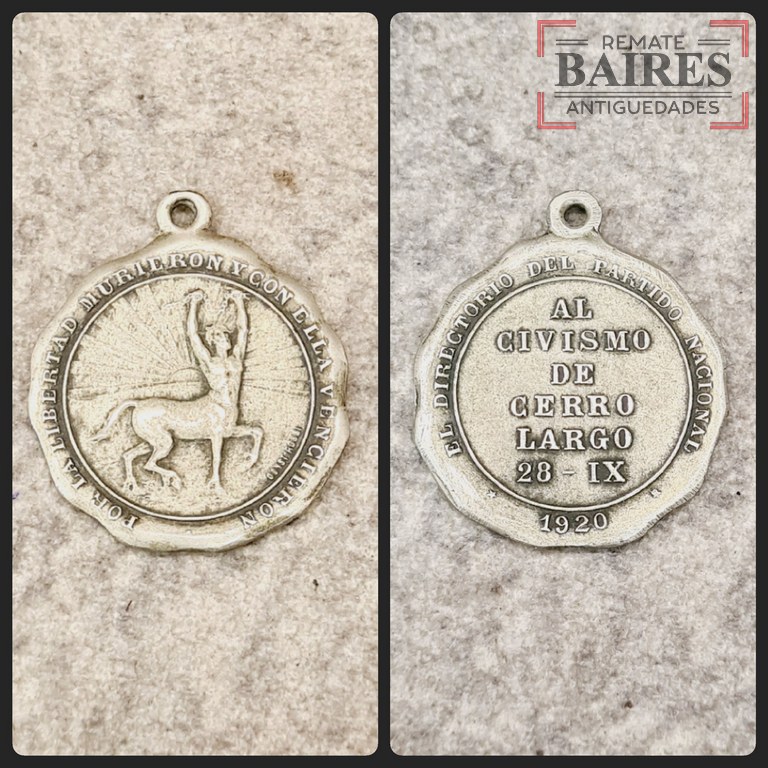 REMATE
BAIRES
ANTIGUEDADES
POR LA LIBERTAD MURIERON Y CON ELLA VENCIERON
EL DIRECTORIO DEL PARTIDO NACIONAL
AL
CIVISMO
DE
CERRO
LARGO
28 - IX
1920